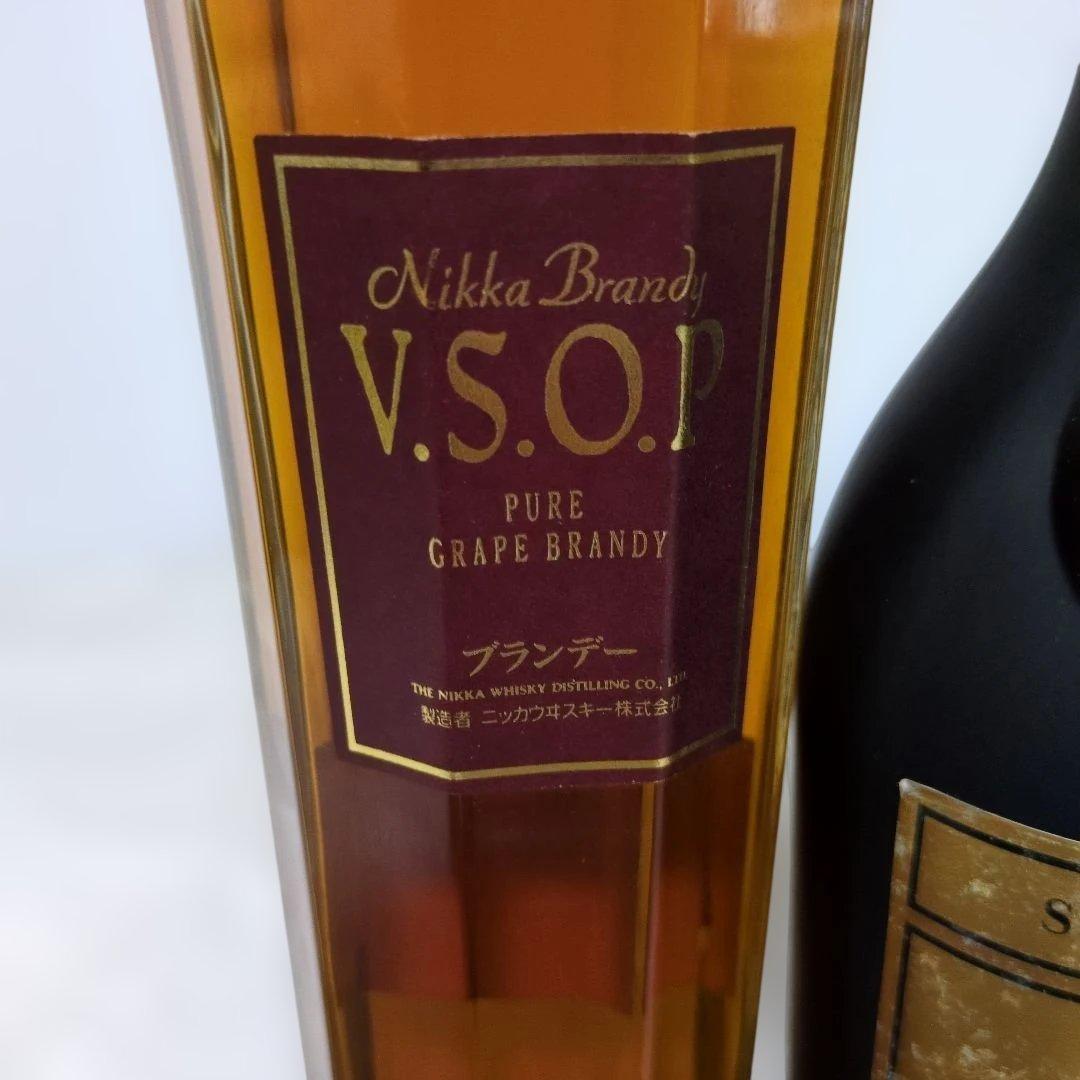 Nikka Brandy
V.S.O.P
PURE
GRAPE BRANDY
ブランデー
THE NIKKA WHISKY DISTILLING CO., LTD.
製造者 ニッカウヰスキー株式会社
S